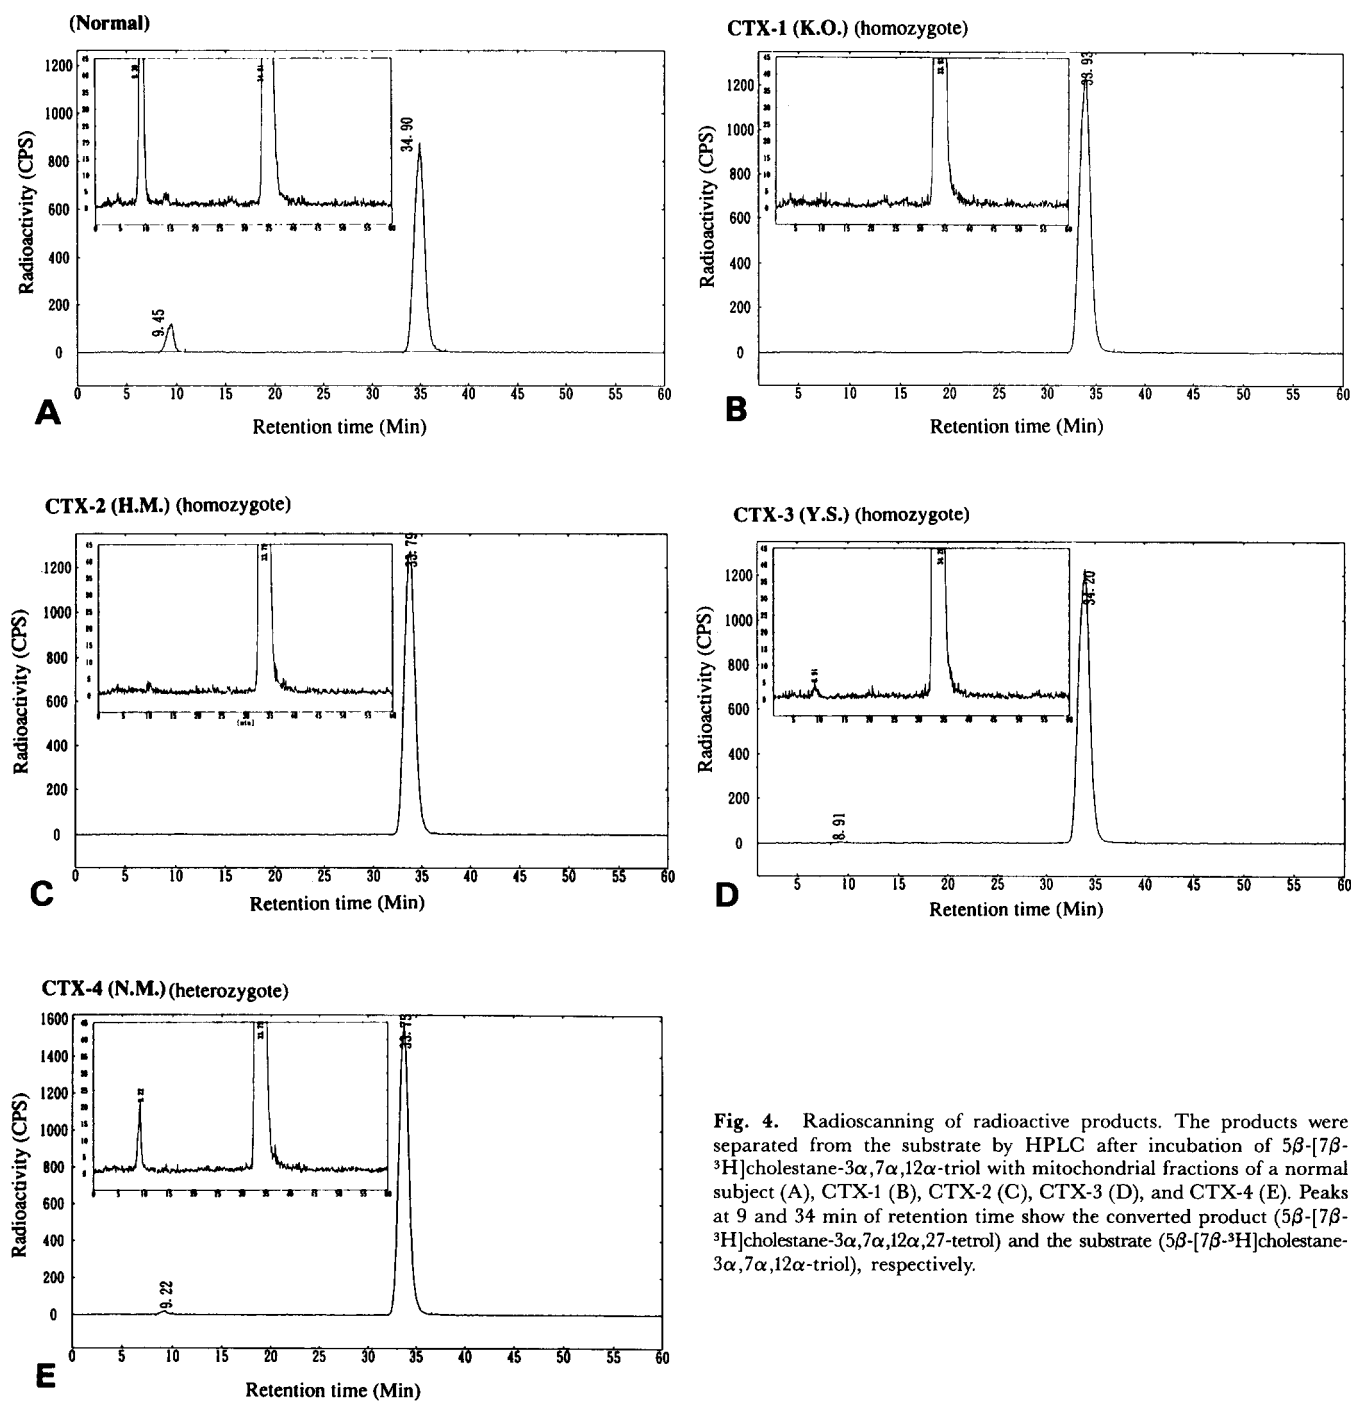 (Normal)
Radioactivity (CPS)
1200
1000
800
600
400
200
0
9.45
34.90
0 5 10 15 20 25 30 35 40 45 50 55 60
Retention time (Min)
A
CTX-1 (K.O.) (homozygote)
Radioactivity (CPS)
1200
1000
800
600
400
200
0
33.93
5 10 15 20 25 30 35 40 45 50 55 60
Retention time (Min)
B
CTX-2 (H.M.) (homozygote)
Radioactivity (CPS)
1200
1000
800
600
400
200
0
33.79
0 5 10 15 20 25 30 35 40 45 50 55 60
Retention time (Min)
C
CTX-3 (Y.S.) (homozygote)
Radioactivity (CPS)
1200
1000
800
600
400
200
0
8.91
34.20
5 10 15 20 25 30 35 40 45 50 55 60
Retention time (Min)
D
CTX-4 (N.M.) (heterozygote)
Radioactivity (CPS)
1600
1400
1200
1000
800
600
400
200
0
9.22
33.75
0 5 10 15 20 25 30 35 40 45 50 55 60
Retention time (Min)
E
Fig. 4. Radioscanning of radioactive products. The products were
separated from the substrate by HPLC after incubation of 5β-[7β-
³H]cholestane-3α,7α,12α-triol with mitochondrial fractions of a normal
subject (A), CTX-1 (B), CTX-2 (C), CTX-3 (D), and CTX-4 (E). Peaks
at 9 and 34 min of retention time show the converted product (5β-[7β-
³H]cholestane-3α,7α,12α,27-tetrol) and the substrate (5β-[7β-³H]cholestane-
3α,7α,12α-triol), respectively.